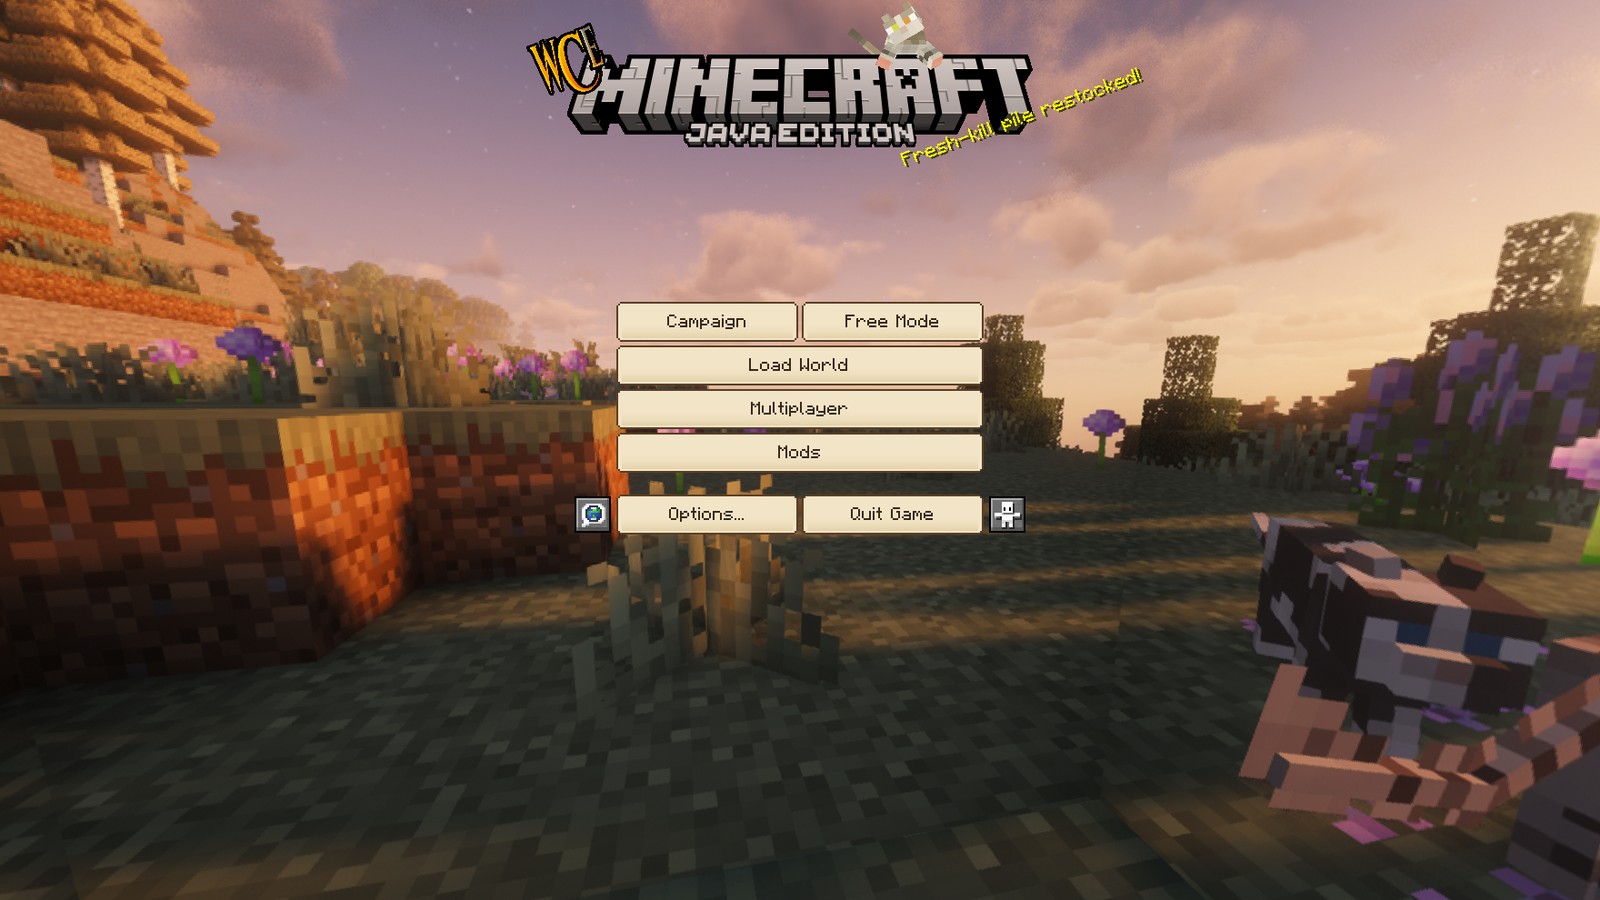 WCE
MINECRAFT
JAVA EDITION
Fresh-kill pile restocked!
Campaign
Free Mode
Load World
Multiplayer
Mods
Options...
Quit Game